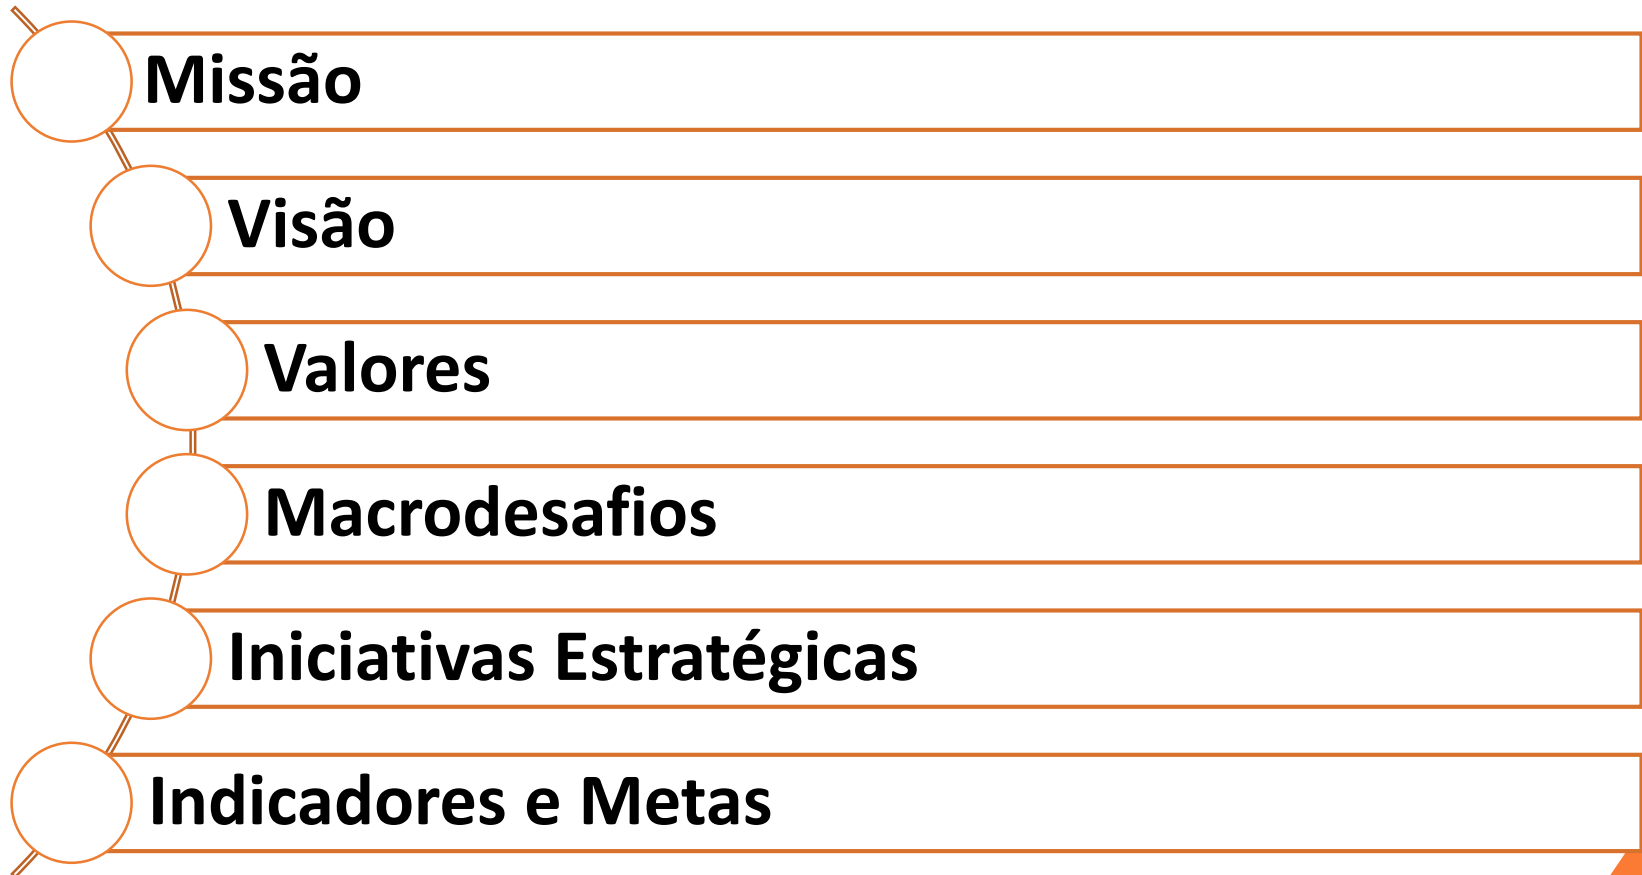 Missão
Visão
Valores
Macrodesafios
Iniciativas Estratégicas
Indicadores e Metas